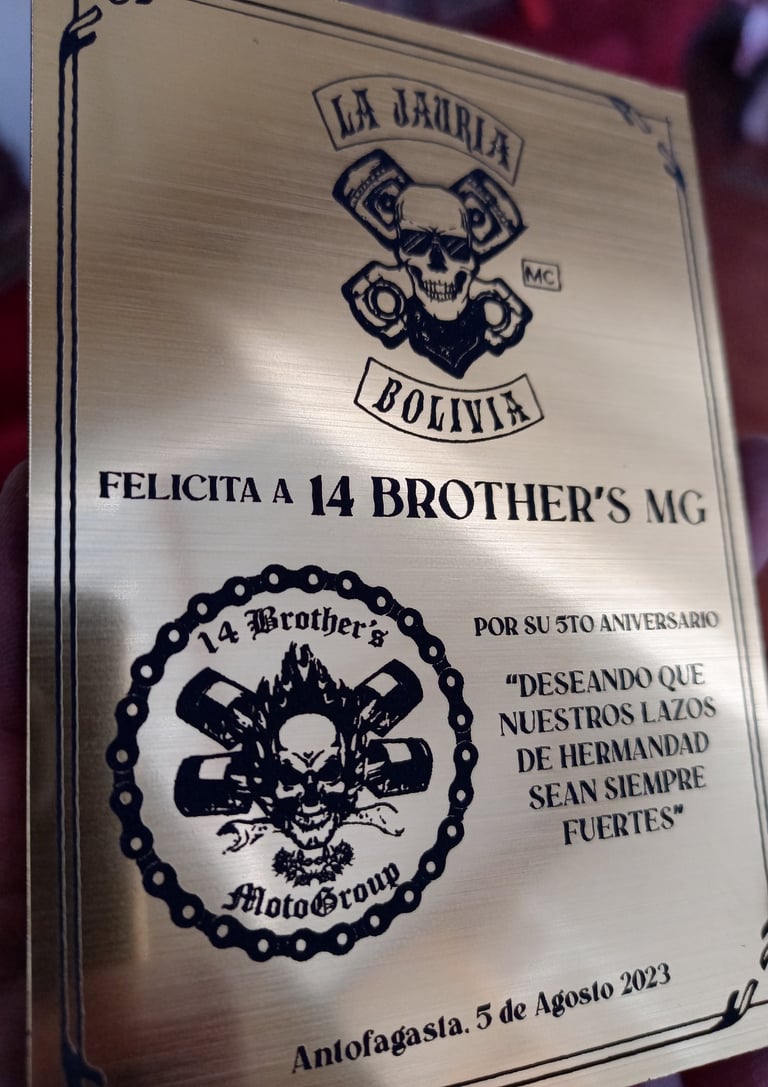 LA JAURIA
MC
BOLIVIA
FELICITA A 14 BROTHER'S MG
14 Brother's
MotoGroup
POR SU 5TO ANIVERSARIO
"DESEANDO QUE
NUESTROS LAZOS
DE HERMANDAD
SEAN SIEMPRE
FUERTES"
Antofagasta, 5 de Agosto 2023